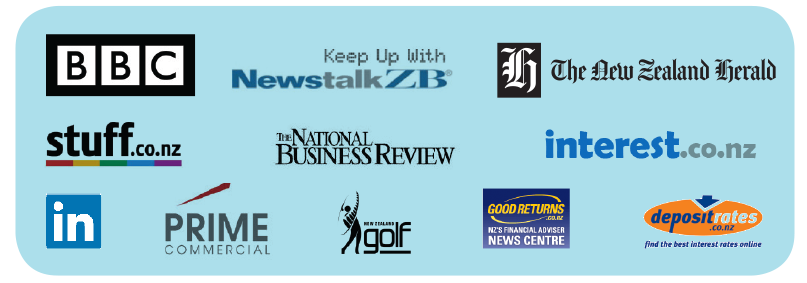 BBC
Keep Up With
NewstalkZB®
H
The New Zealand Herald
stuff.co.nz
THE NATIONAL
BUSINESS REVIEW
interest.co.nz
in
PRIME
COMMERCIAL
NEW ZEALAND
golf
GOOD RETURNS
.co.nz
NZ'S FINANCIAL ADVISER
NEWS CENTRE
depositrates
.co.nz
find the best interest rates online